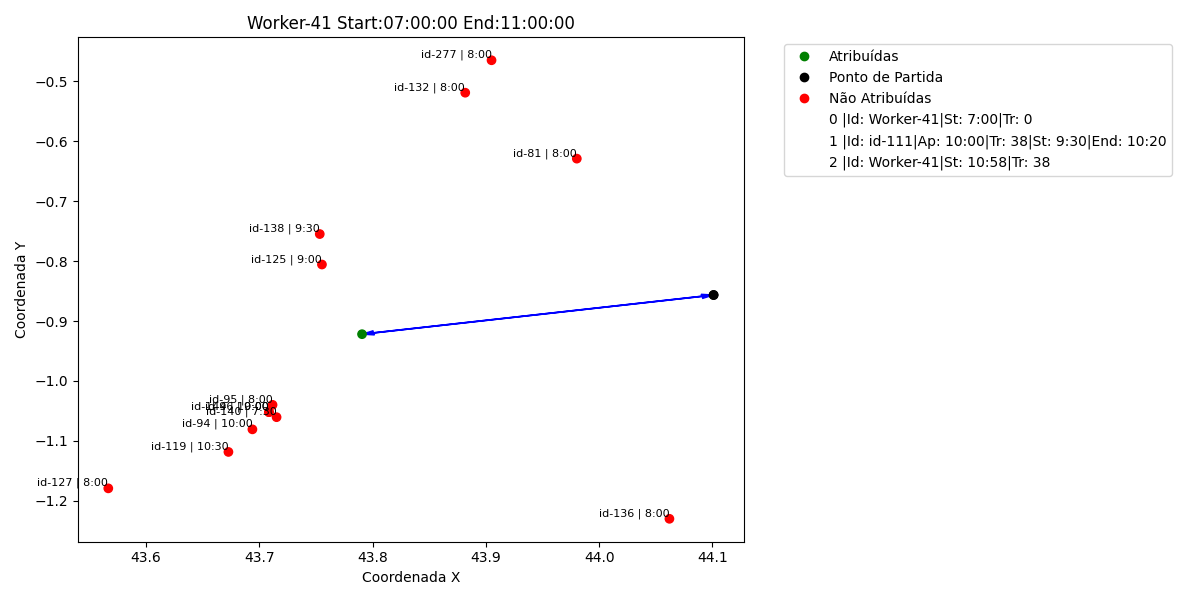 Worker-41 Start:07:00:00 End:11:00:00
id-277 | 8:00
id-132 | 8:00
id-81 | 8:00
id-138 | 9:30
id-125 | 9:00
id-95 | 8:00
id-140 | 7:30
id-94 | 10:00
id-119 | 10:30
id-127 | 8:00
id-136 | 8:00
−0.5
−0.6
−0.7
−0.8
−0.9
−1.0
−1.1
−1.2
Coordenada Y
43.6
43.7
43.8
43.9
44.0
44.1
Coordenada X
Atribuídas
Ponto de Partida
Não Atribuídas
0 |Id: Worker-41|St: 7:00|Tr: 0
1 |Id: id-111|Ap: 10:00|Tr: 38|St: 9:30|End: 10:20
2 |Id: Worker-41|St: 10:58|Tr: 38